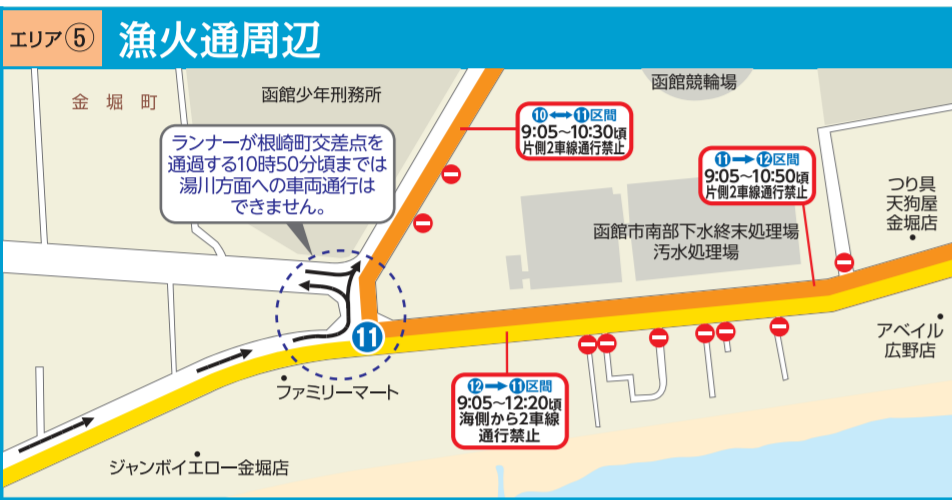 エリア⑤ 漁火通周辺
金堀町
函館少年刑務所
函館競輪場
ランナーが根崎町交差点を
通過する10時50分頃までは
湯川方面への車両通行は
できません。
⑩↔⑪区間
9:05~10:30頃
片側2車線通行禁止
⑪→⑫区間
9:05~10:50頃
片側2車線通行禁止
つり具
天狗屋
金堀店
函館市南部下水終末処理場
汚水処理場
11
アベイル
広野店
ファミリーマート
⑫→⑪区間
9:05~12:20頃
海側から2車線
通行禁止
ジャンボイエロー金堀店